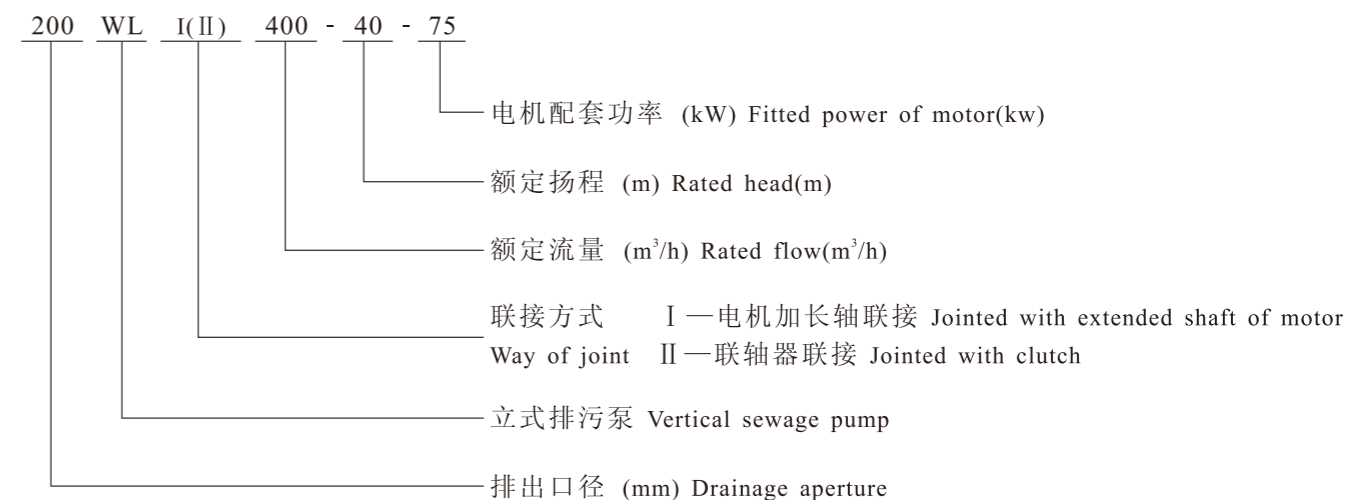 200 WL I(Ⅱ) 400 - 40 - 75
电机配套功率 (kW) Fitted power of motor(kw)
额定扬程 (m) Rated head(m)
额定流量 (m³/h) Rated flow(m³/h)
联接方式 Ⅰ—电机加长轴联接 Jointed with extended shaft of motor
Way of joint Ⅱ—联轴器联接 Jointed with clutch
立式排污泵 Vertical sewage pump
排出口径 (mm) Drainage aperture